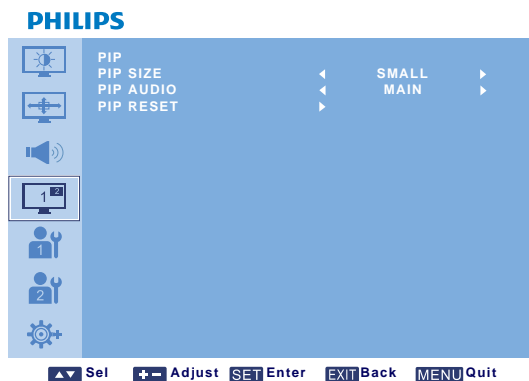 PHILIPS
PIP
PIP SIZE SMALL
PIP AUDIO MAIN
PIP RESET
1 2
1
2
Sel Adjust SET Enter EXIT Back MENU Quit